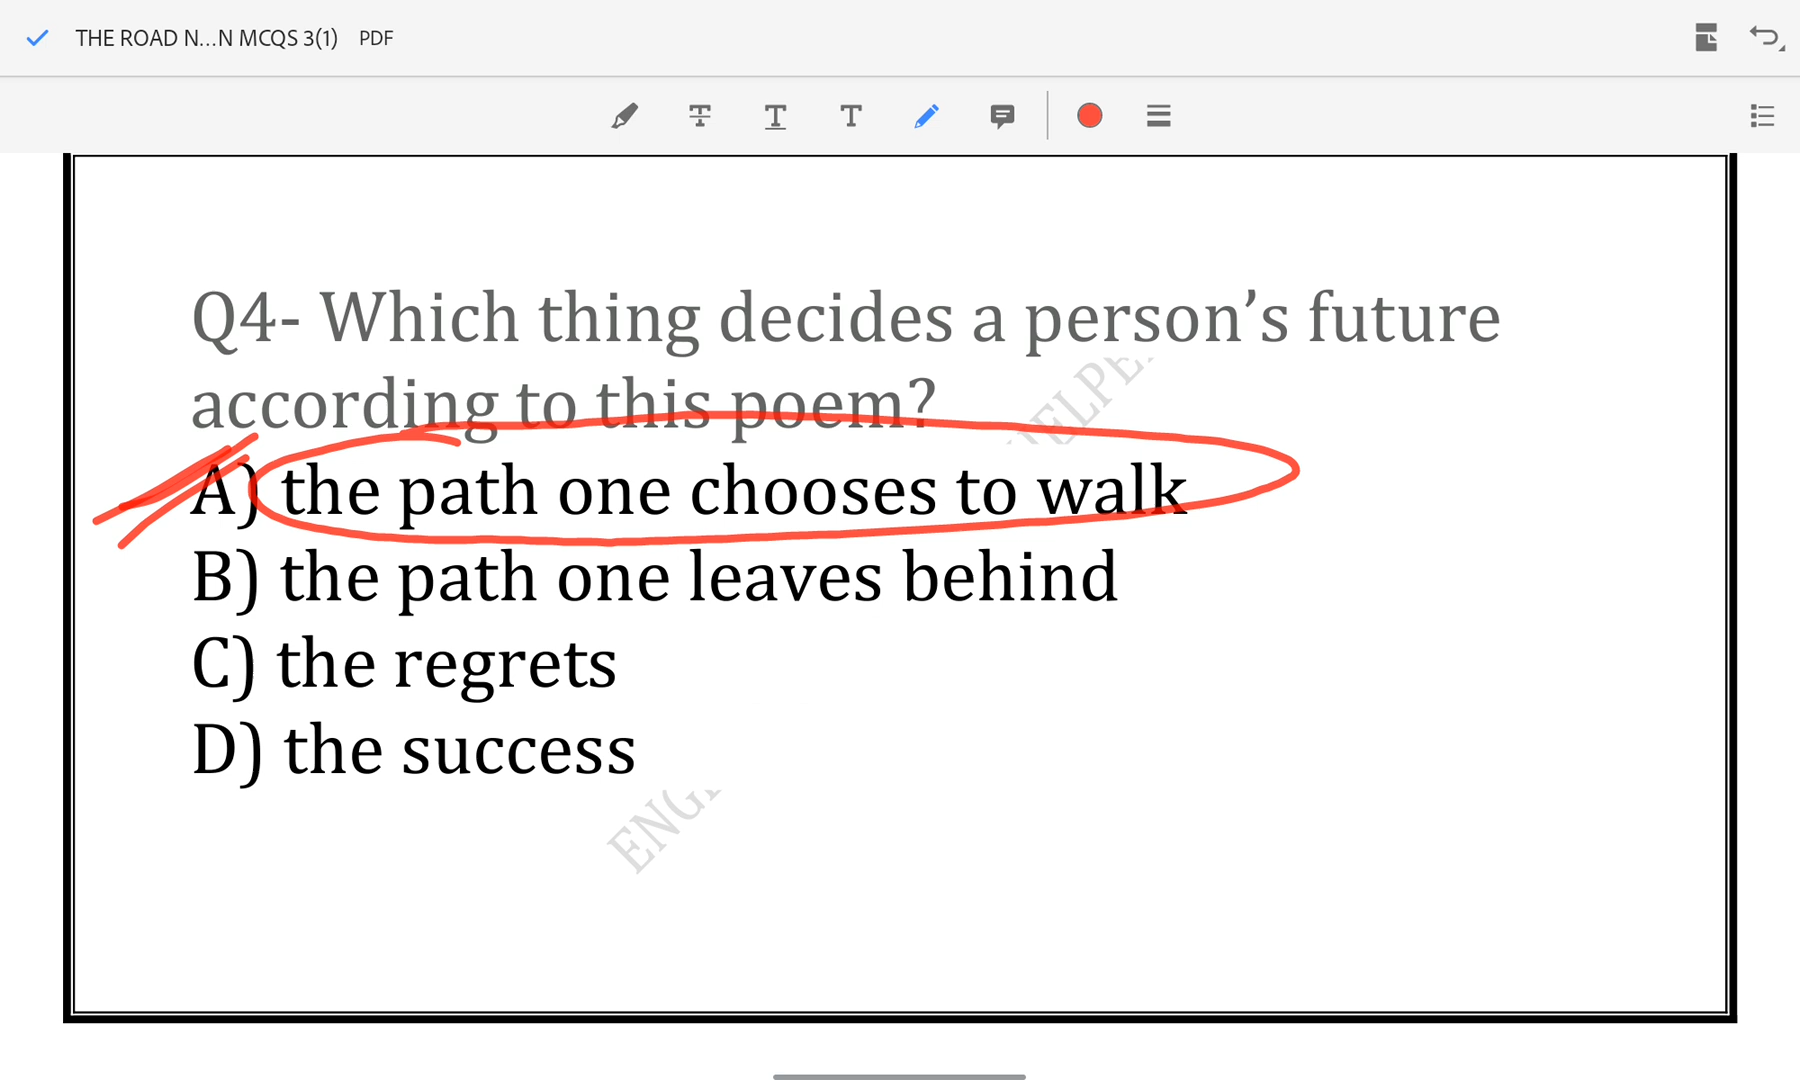 THE ROAD N...N MCQS 3(1) PDF
Q4- Which thing decides a person’s future
according to this poem?
A) the path one chooses to walk
B) the path one leaves behind
C) the regrets
D) the success